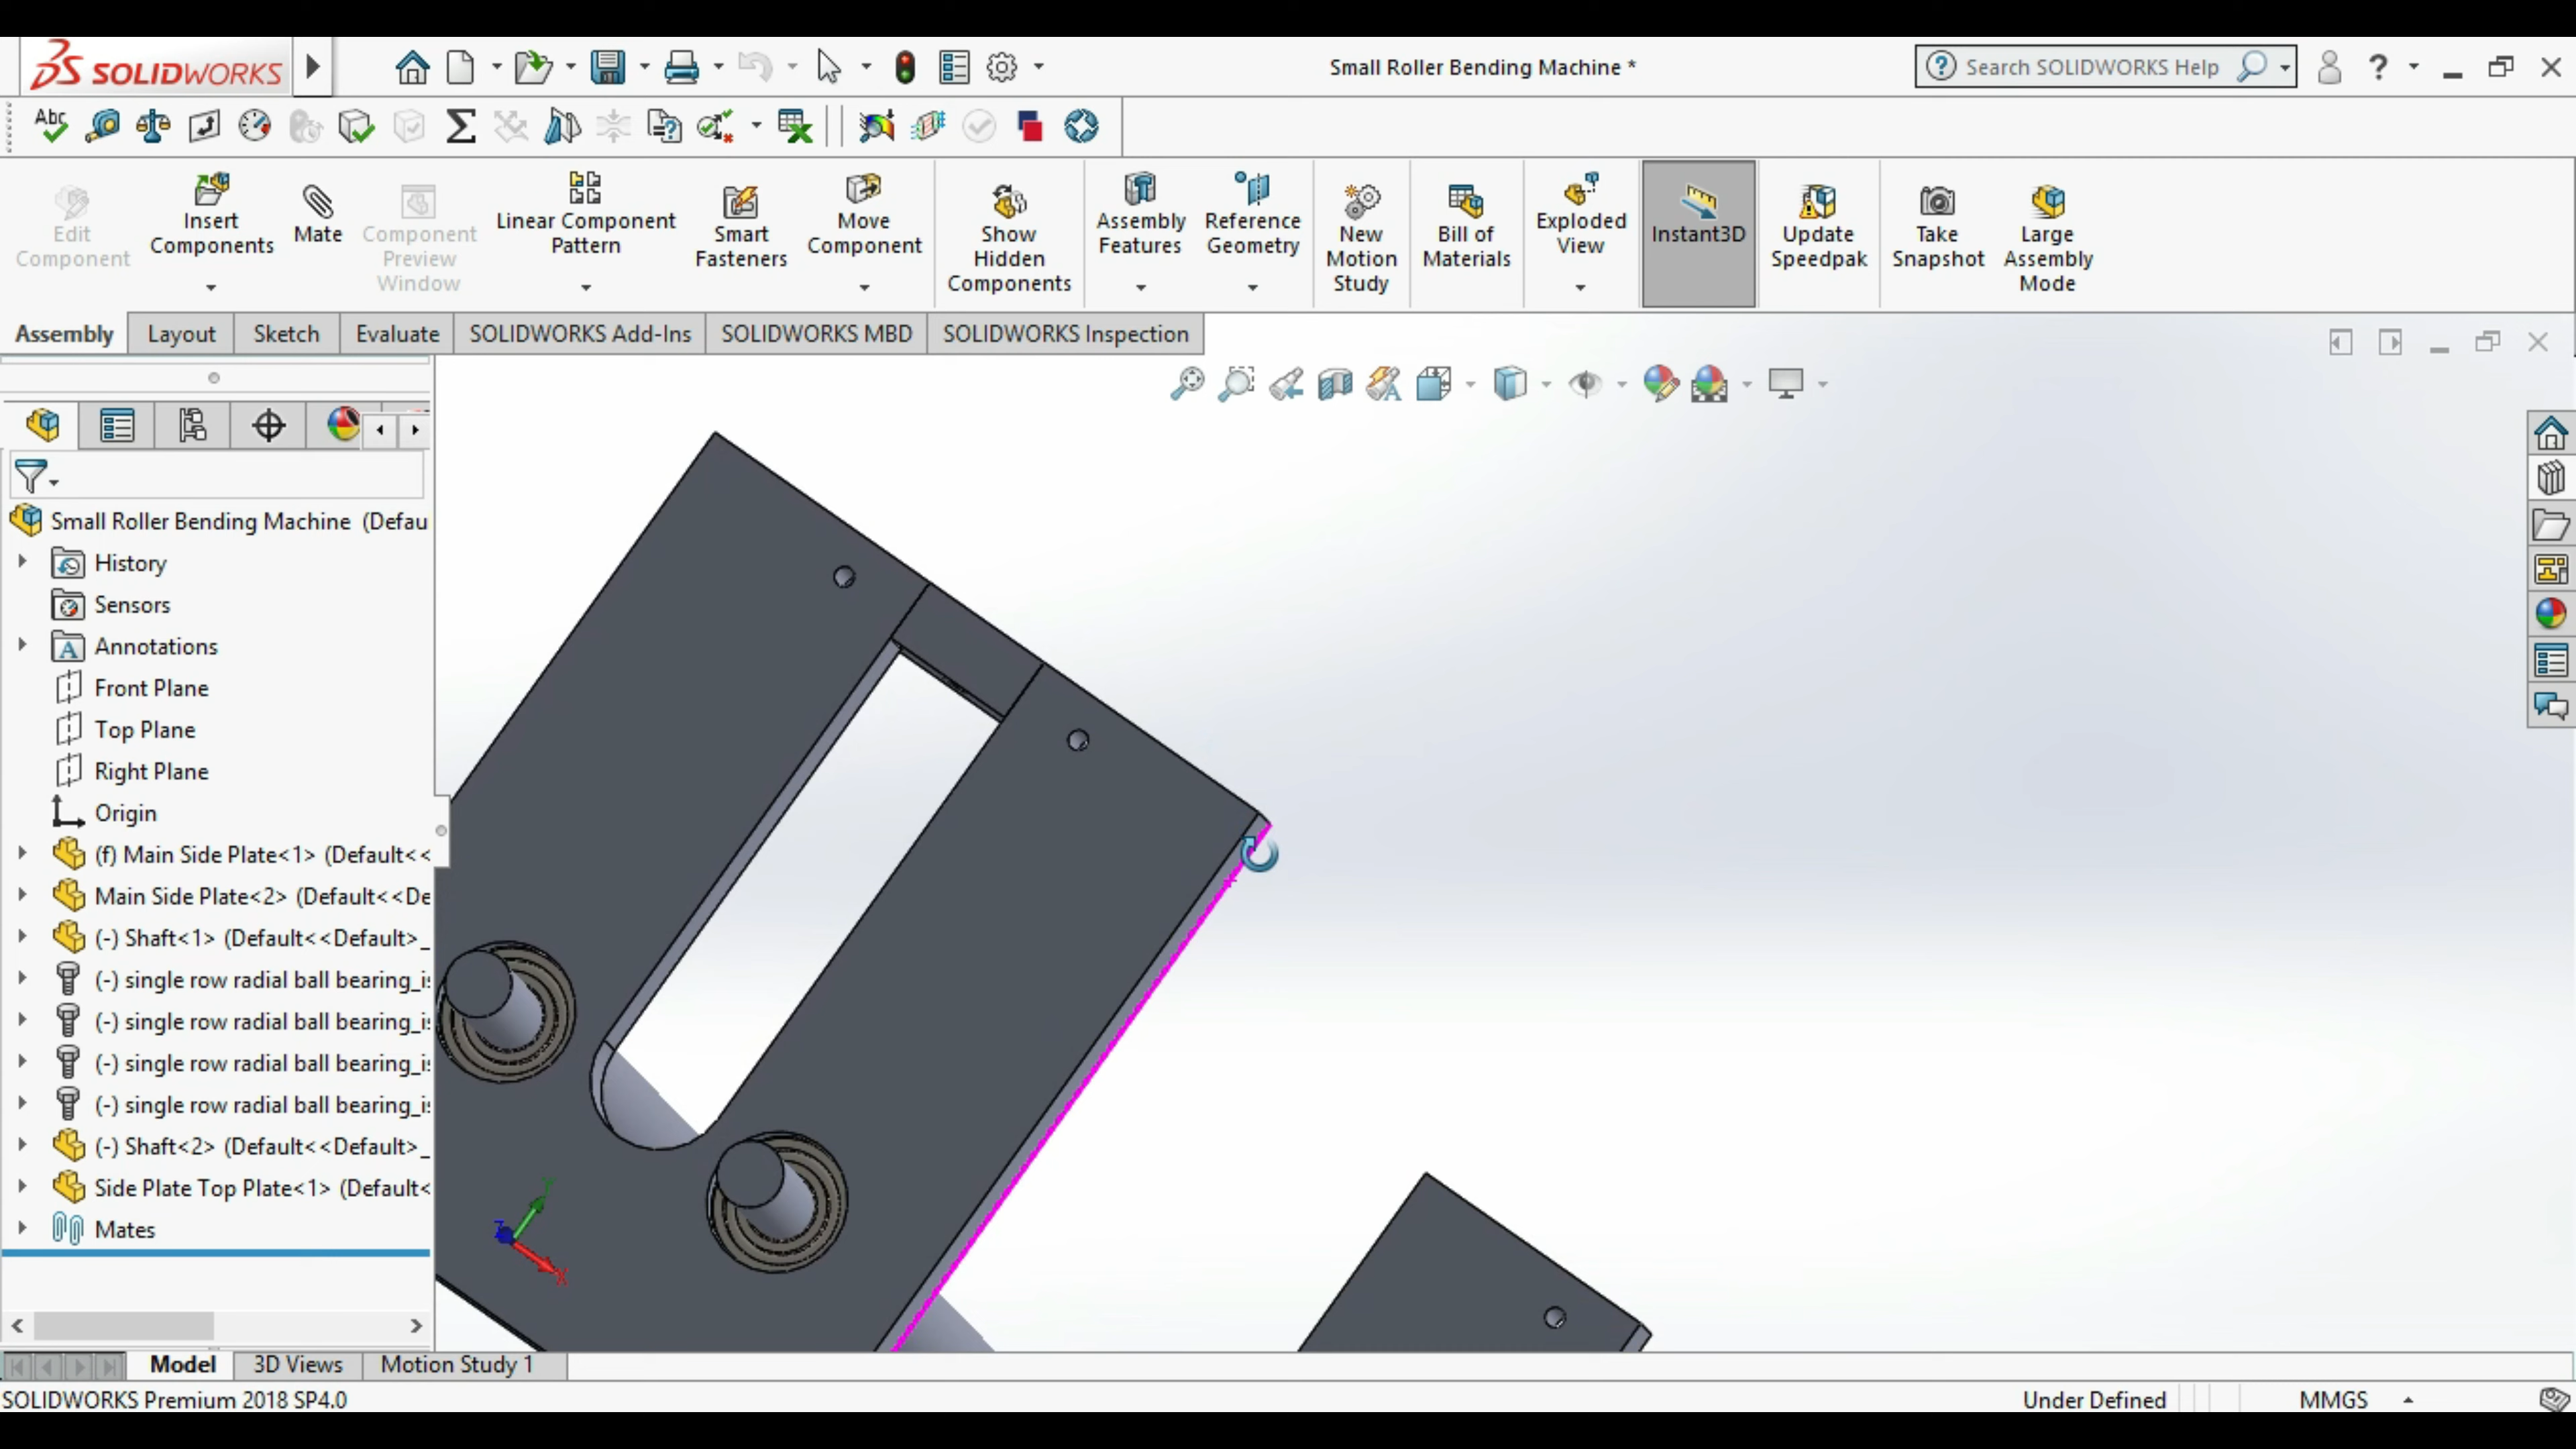 SOLIDWORKS
Small Roller Bending Machine *
Search SOLIDWORKS Help
Abc
Edit Component
Insert Components
Mate
Component Preview Window
Linear Component Pattern
Smart Fasteners
Move Component
Show Hidden Components
Assembly Features
Reference Geometry
New Motion Study
Bill of Materials
Exploded View
Instant3D
Update Speedpak
Take Snapshot
Large Assembly Mode
Assembly Layout Sketch Evaluate SOLIDWORKS Add-Ins SOLIDWORKS MBD SOLIDWORKS Inspection
Small Roller Bending Machine (Defau
History
Sensors
Annotations
Front Plane
Top Plane
Right Plane
Origin
(f) Main Side Plate<1> (Default<<
Main Side Plate<2> (Default<<De
(-) Shaft<1> (Default<<Default>_
(-) single row radial ball bearing_is
(-) single row radial ball bearing_is
(-) single row radial ball bearing_is
(-) single row radial ball bearing_is
(-) Shaft<2> (Default<<Default>_
Side Plate Top Plate<1> (Default<
Mates
Y
Z
X
Model 3D Views Motion Study 1
SOLIDWORKS Premium 2018 SP4.0
Under Defined
MMGS